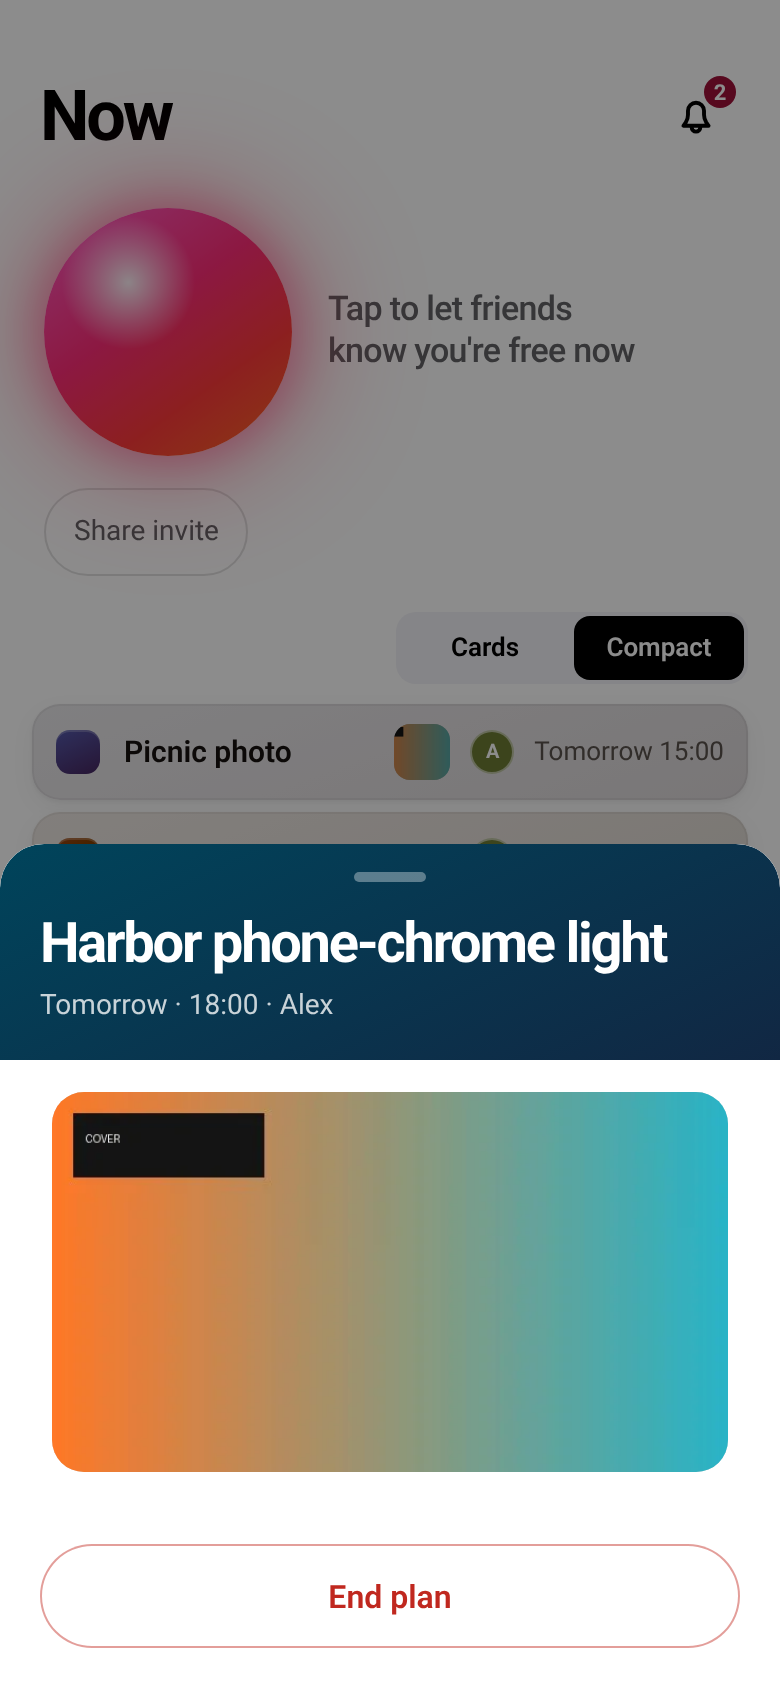 Now
2
Tap to let friends
know you're free now
Share invite
Cards
Compact
Picnic photo
A
Tomorrow 15:00
Harbor phone-chrome light
Tomorrow · 18:00 · Alex
COVER
End plan